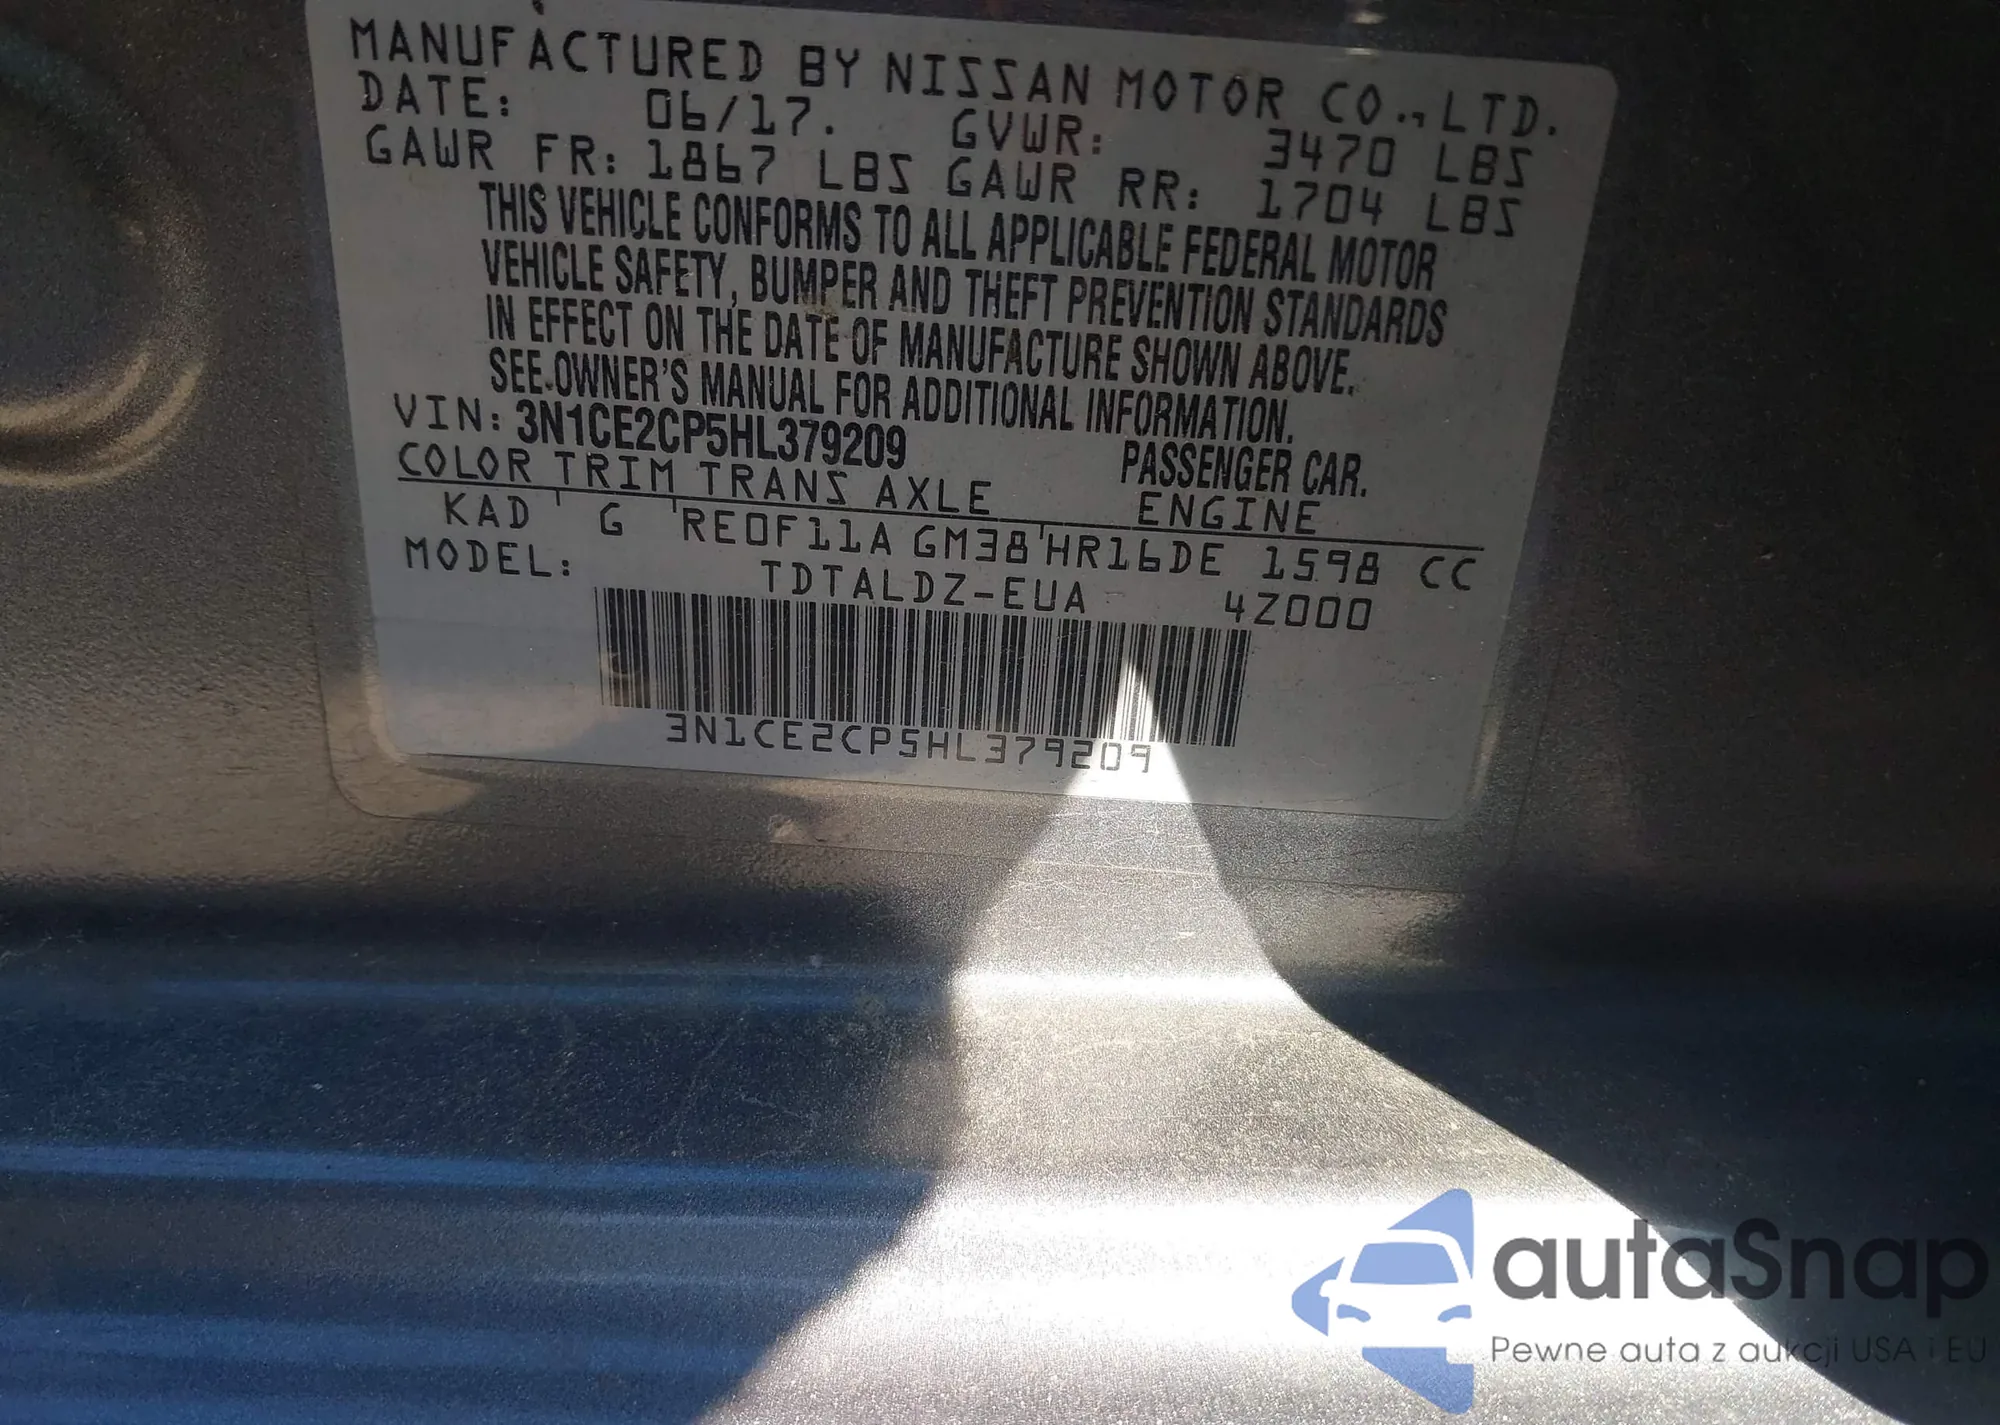 MANUFACTURED BY NISSAN MOTOR CO., LTD.
DATE: 06/17. GVWR: 3470 LBS
GAWR FR: 1867 LBS GAWR RR: 1704 LBS
THIS VEHICLE CONFORMS TO ALL APPLICABLE FEDERAL MOTOR
VEHICLE SAFETY, BUMPER AND THEFT PREVENTION STANDARDS
IN EFFECT ON THE DATE OF MANUFACTURE SHOWN ABOVE.
SEE OWNER'S MANUAL FOR ADDITIONAL INFORMATION.
VIN: 3N1CE2CP5HL379209 PASSENGER CAR.
COLOR TRIM TRANS AXLE ENGINE
KAD G RE0F11A GM38 HR16DE 1598 CC
MODEL: TDTALDZ-EUA 4Z000
3N1CE2CP5HL379209
autaSnap
Pewne auta z aukcji USA i EU